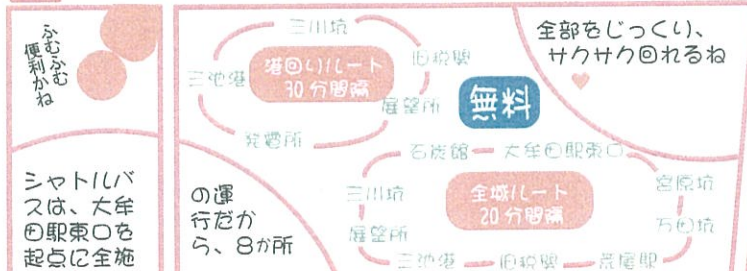 ふむふむ
便利かね
シャトルバ
スは、大牟
田駅東口を
起点に全施
三川坑
三池港
港回りルート
30分間隔
旧税関
展望所
発電所
無料
全部をじっくり、
サクサク回れるね
の運
行だか
ら、8か所
石炭館
大牟田駅東口
三川坑
全域ルート
20分間隔
宮原坑
展望所
万田坑
三池港
旧税関
荒尾駅